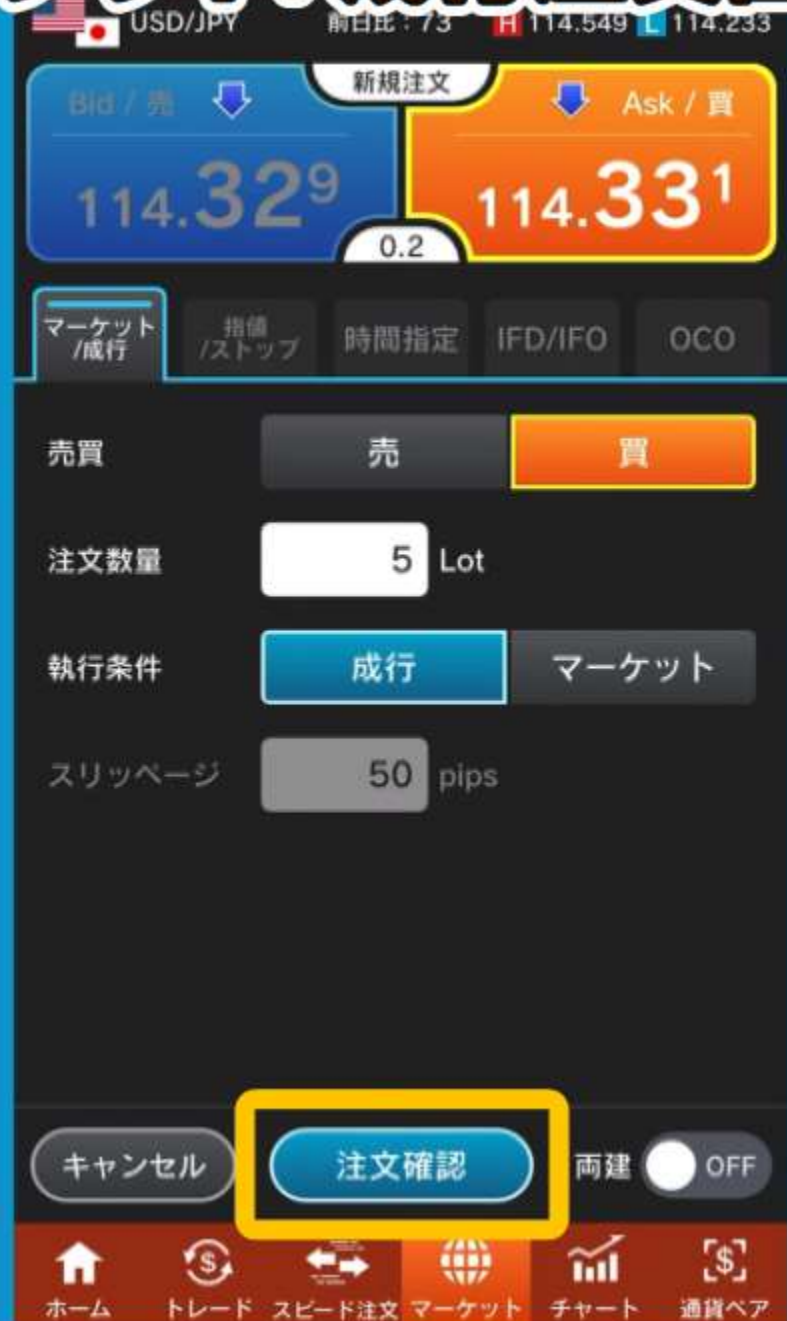 USD/JPY 前日比：73 H 114.549 L 114.233
新規注文
Bid / 売 Ask / 買
114.329 114.331
0.2
マーケット/成行 指値/ストップ 時間指定 IFD/IFO OCO
売買 売 買
注文数量 5 Lot
執行条件 成行 マーケット
スリッページ 50 pips
キャンセル 注文確認 両建 OFF
ホーム トレード スピード注文 マーケット チャート 通貨ペア